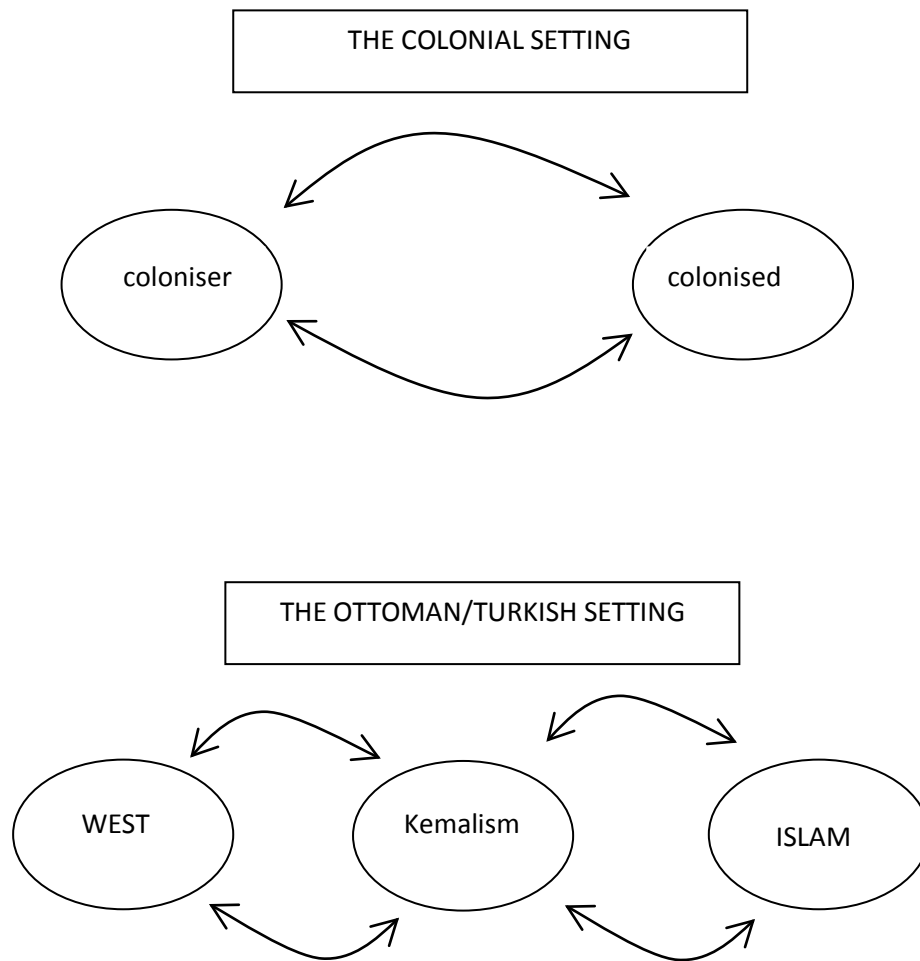 THE COLONIAL SETTING
coloniser
colonised
THE OTTOMAN/TURKISH SETTING
WEST
Kemalism
ISLAM